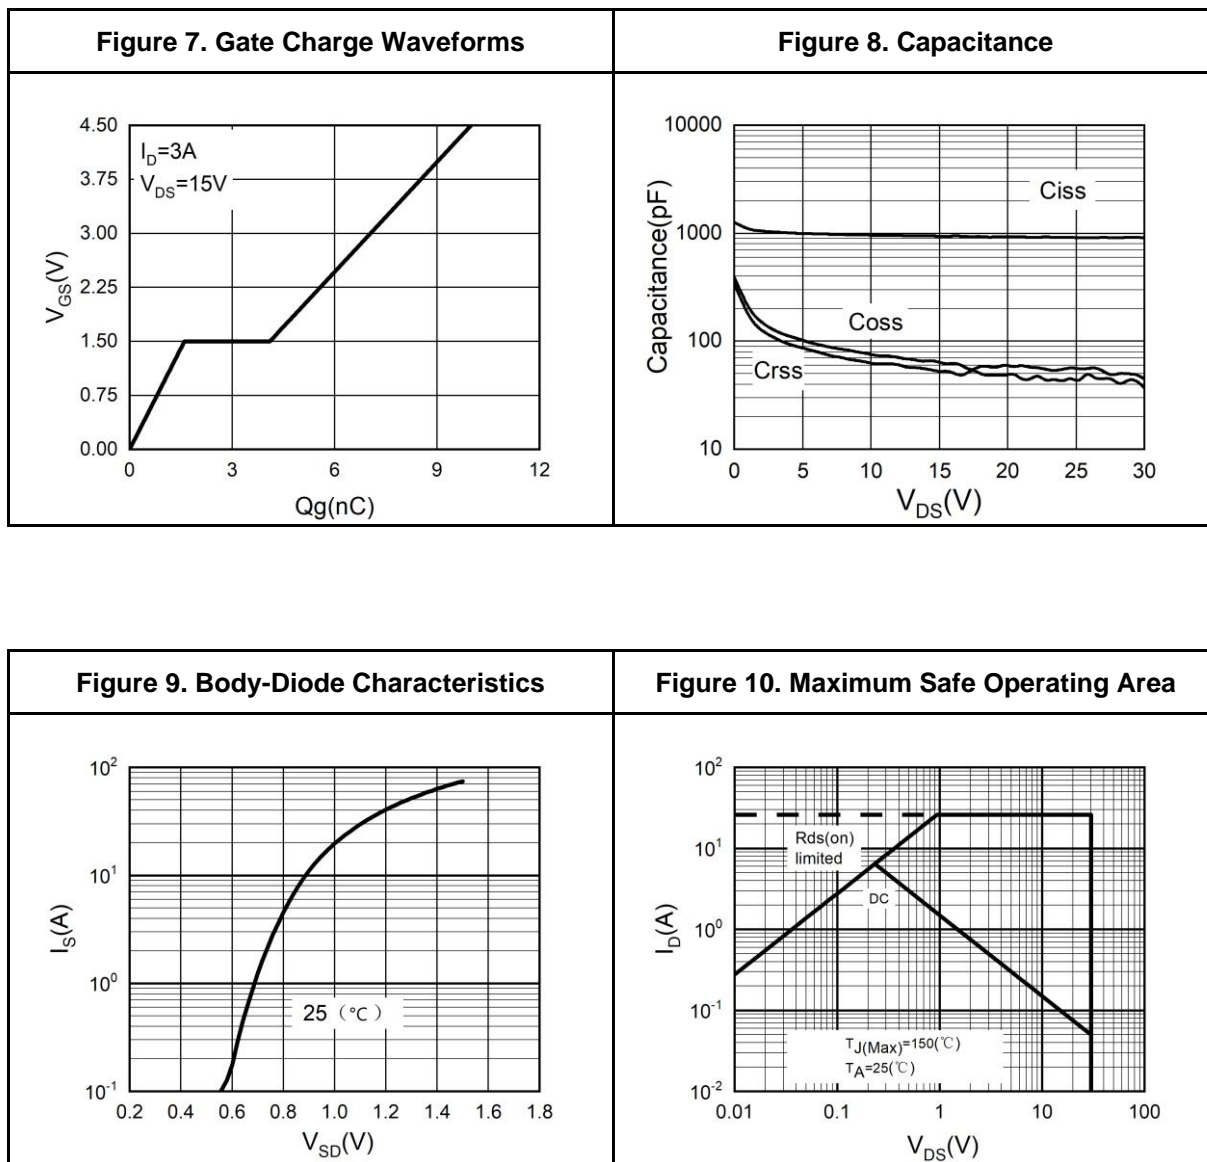 Figure 7. Gate Charge Waveforms
Figure 8. Capacitance
4.50
3.75
3.00
2.25
1.50
0.75
0.00
V_GS(V)
I_D=3A
V_DS=15V
0 3 6 9 12
Qg(nC)
10000
1000
100
10
Capacitance(pF)
Ciss
Coss
Crss
0 5 10 15 20 25 30
V_DS(V)
Figure 9. Body-Diode Characteristics
Figure 10. Maximum Safe Operating Area
10^2
10^1
10^0
10^-1
I_S(A)
25（℃）
0.2 0.4 0.6 0.8 1.0 1.2 1.4 1.6 1.8
V_SD(V)
10^2
10^1
10^0
10^-1
10^-2
I_D(A)
Rds(on)
limited
DC
T_J(Max)=150(℃)
T_A=25(℃)
0.01 0.1 1 10 100
V_DS(V)